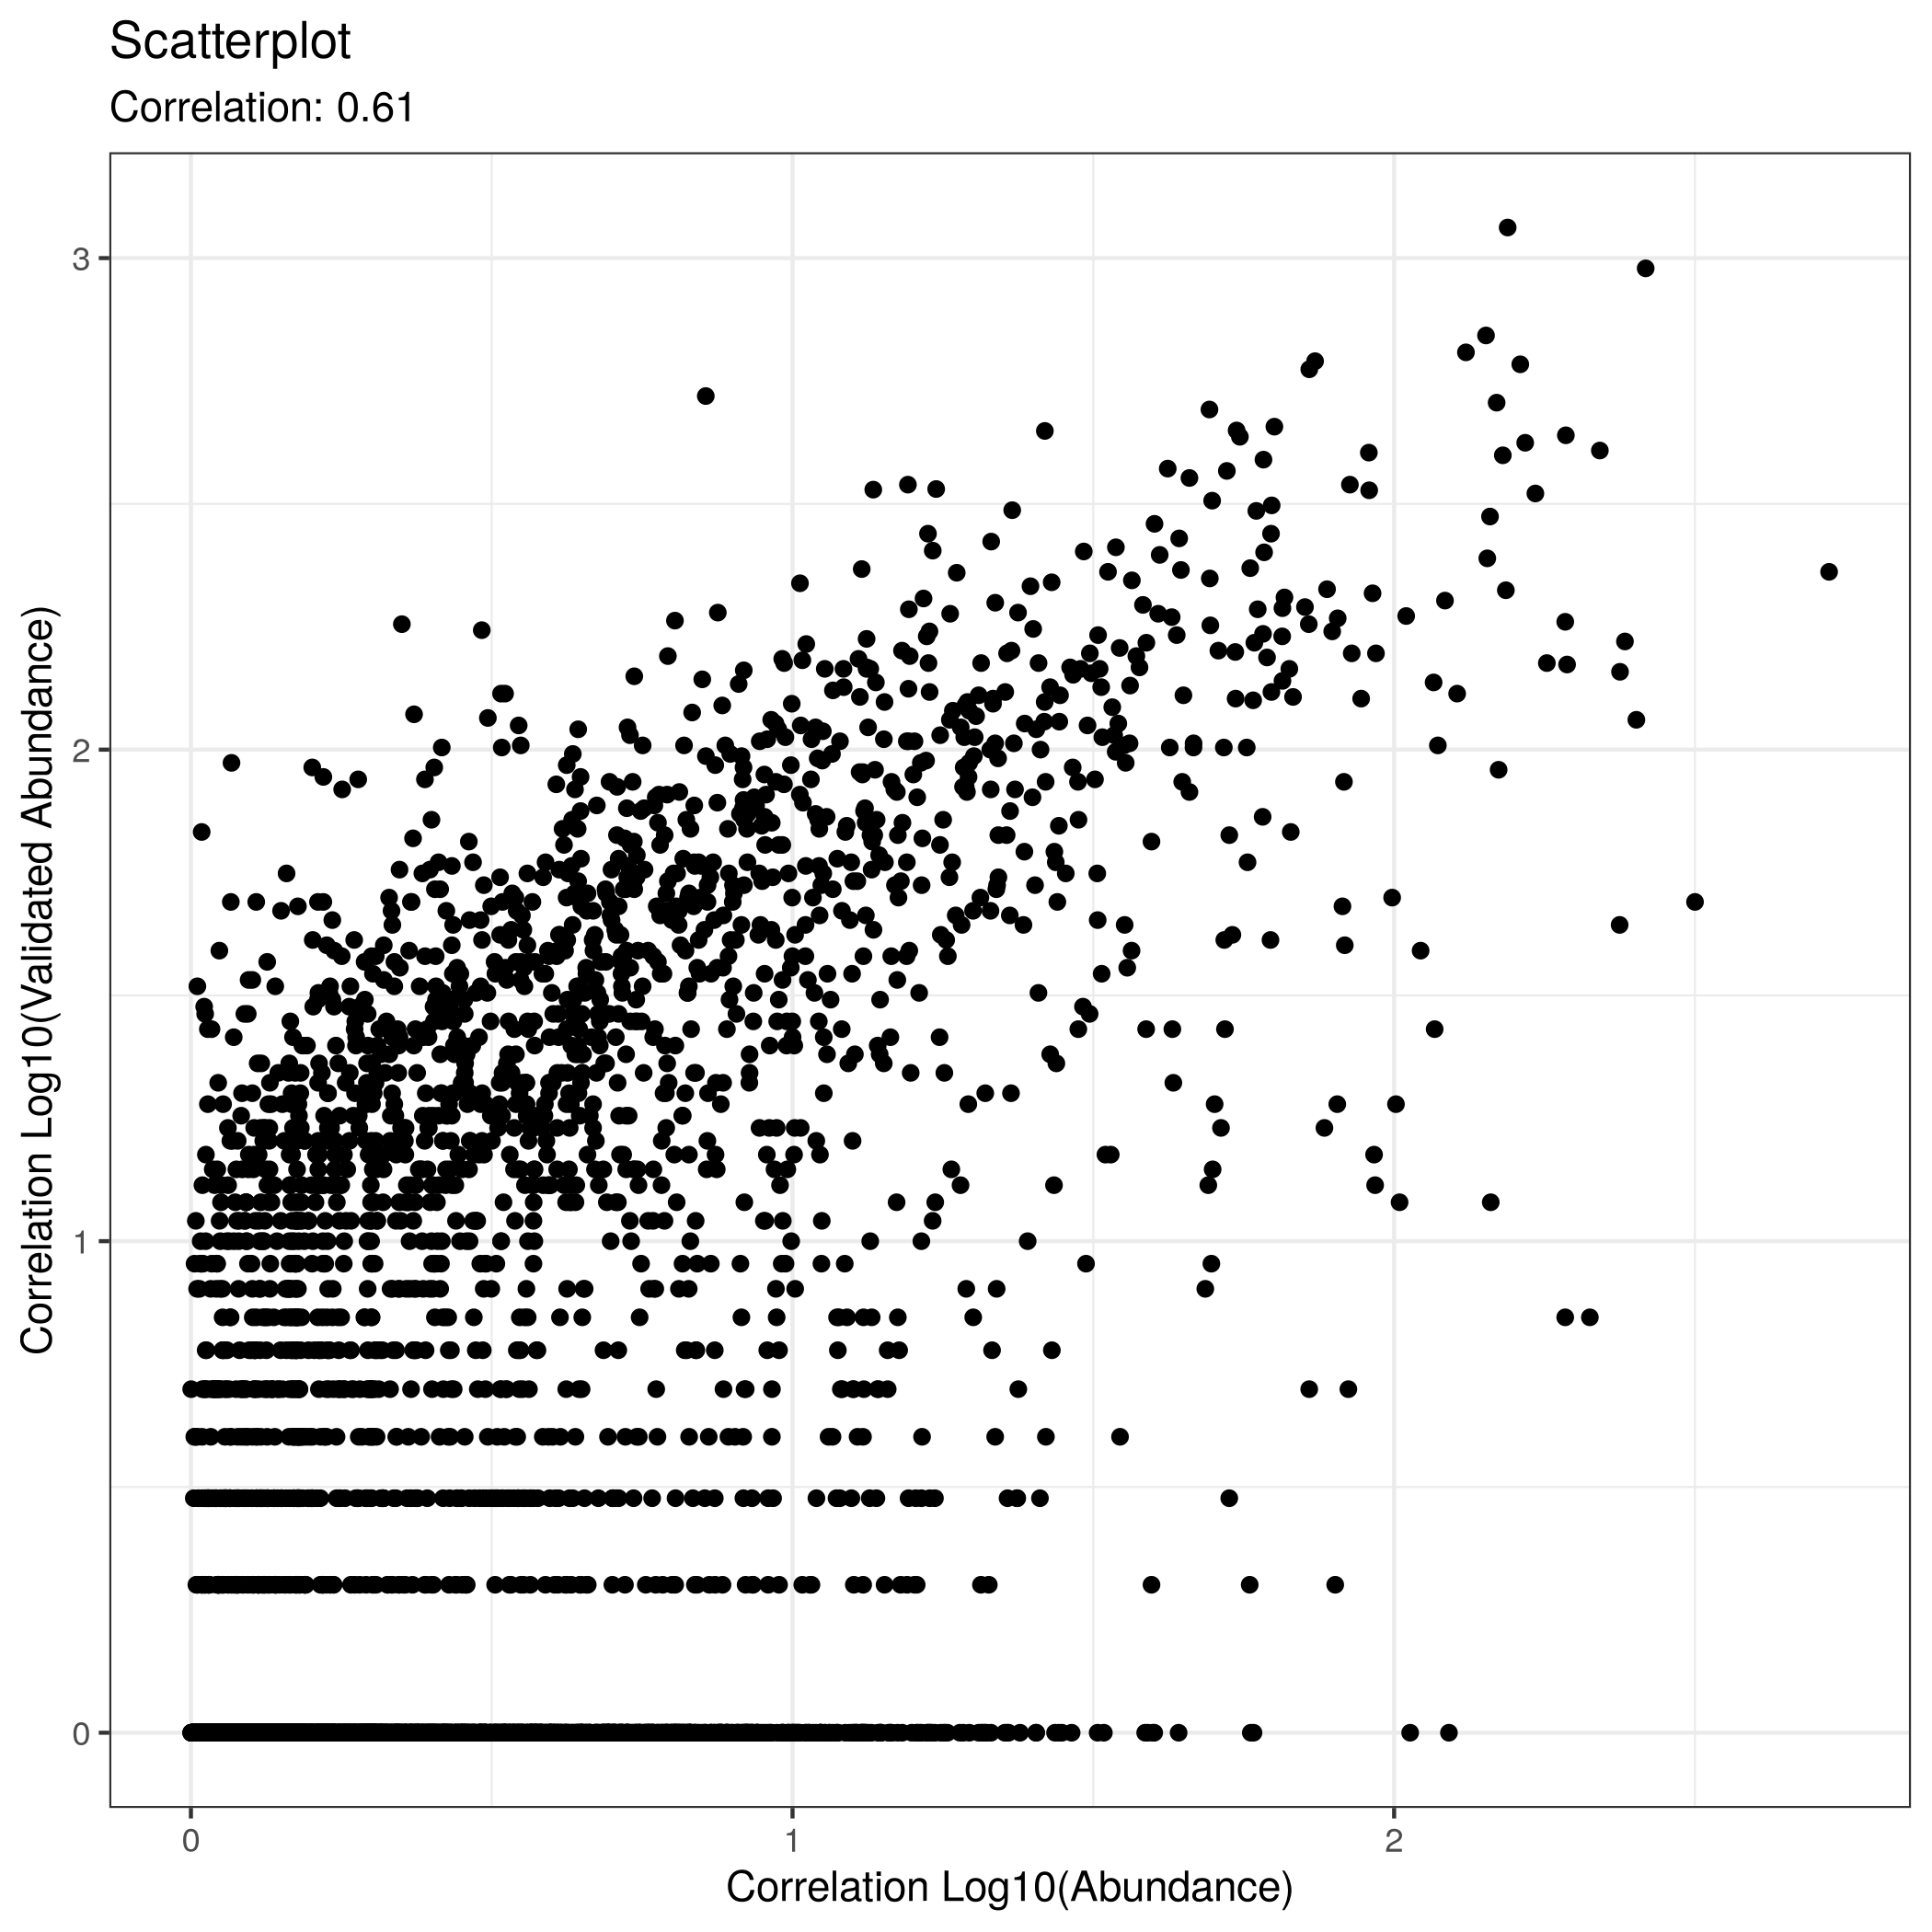 Scatterplot
Correlation: 0.61
Correlation Log10(Validated Abundance)
3
2
1
0
0
1
2
Correlation Log10(Abundance)